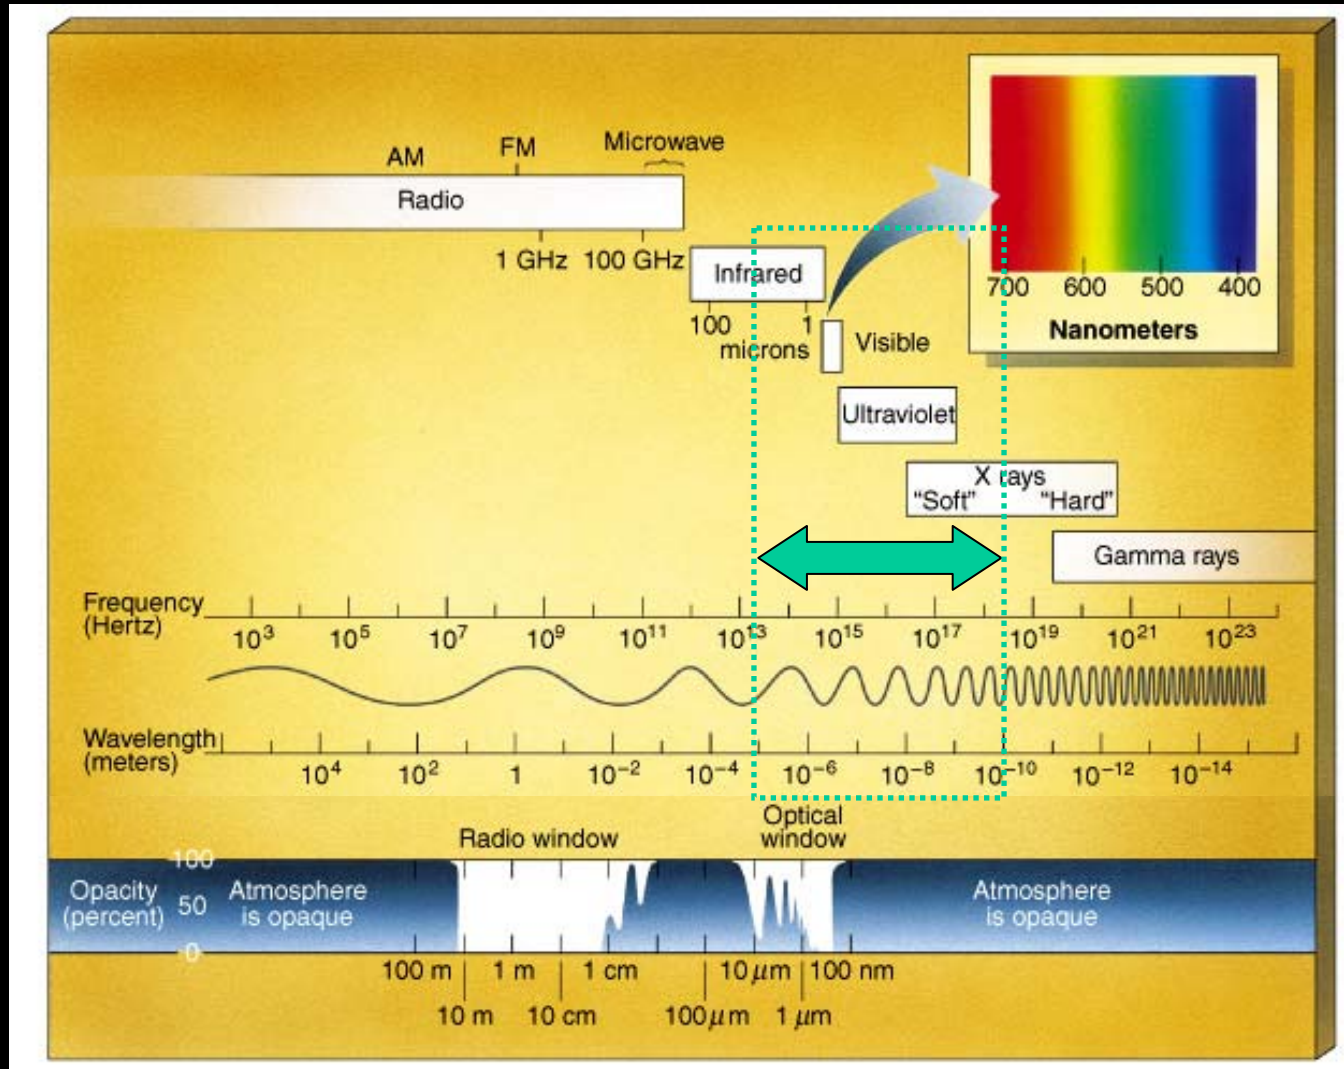 AM
FM
Microwave
Radio
1 GHz
100 GHz
Infrared
100
1
microns
Visible
Ultraviolet
X rays
“Soft” “Hard”
Gamma rays
700 600 500 400
Nanometers
Frequency
(Hertz)
10³ 10⁵ 10⁷ 10⁹ 10¹¹ 10¹³ 10¹⁵ 10¹⁷ 10¹⁹ 10²¹ 10²³
Wavelength
(meters)
10⁴ 10² 1 10⁻² 10⁻⁴ 10⁻⁶ 10⁻⁸ 10⁻¹⁰ 10⁻¹² 10⁻¹⁴
Radio window
Optical
window
Opacity
(percent)
100
50
0
Atmosphere
is opaque
Atmosphere
is opaque
100 m 1 m 1 cm 10 μm 100 nm
10 m 10 cm 100 μm 1 μm